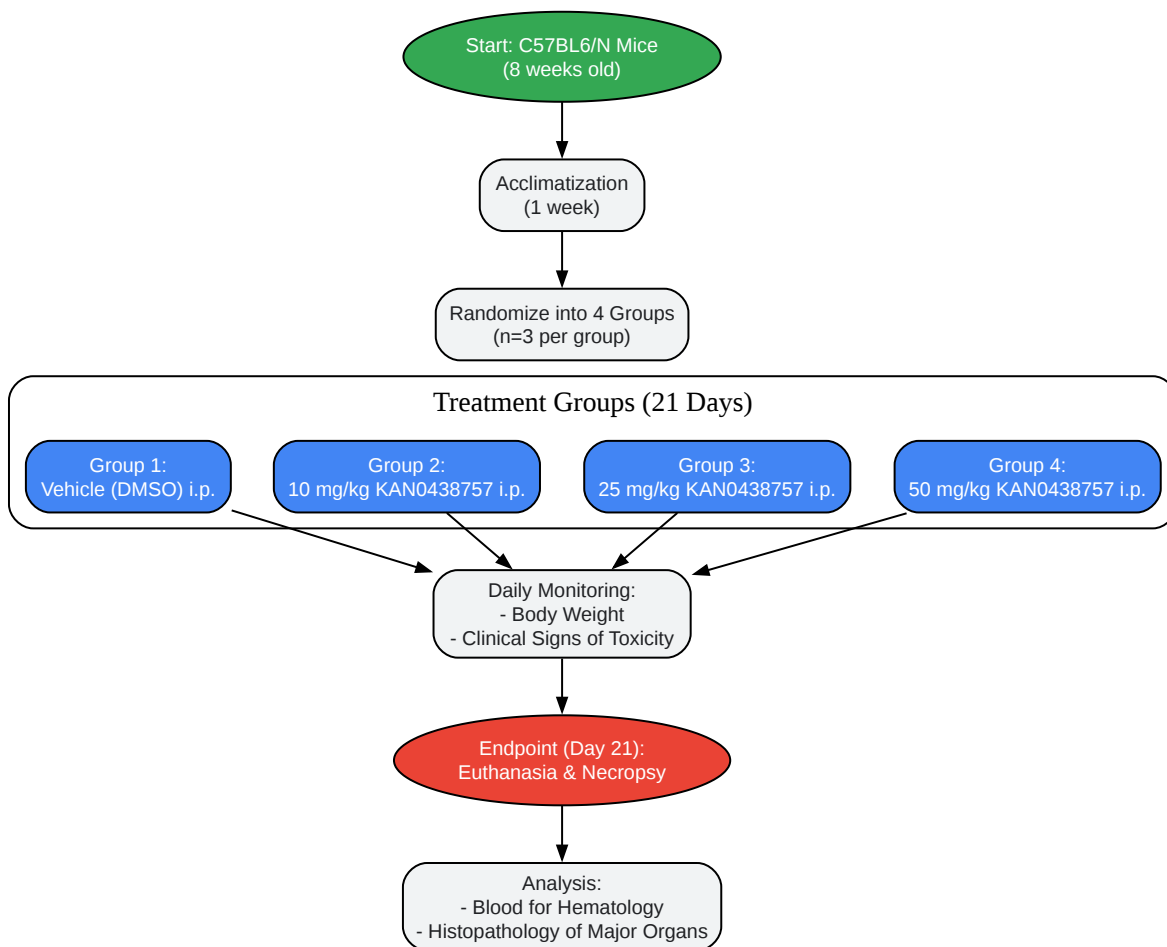 Start: C57BL6/N Mice
(8 weeks old)
Acclimatization
(1 week)
Randomize into 4 Groups
(n=3 per group)
Treatment Groups (21 Days)
Group 1:
Vehicle (DMSO) i.p.
Group 2:
10 mg/kg KAN0438757 i.p.
Group 3:
25 mg/kg KAN0438757 i.p.
Group 4:
50 mg/kg KAN0438757 i.p.
Daily Monitoring:
- Body Weight
- Clinical Signs of Toxicity
Endpoint (Day 21):
Euthanasia & Necropsy
Analysis:
- Blood for Hematology
- Histopathology of Major Organs